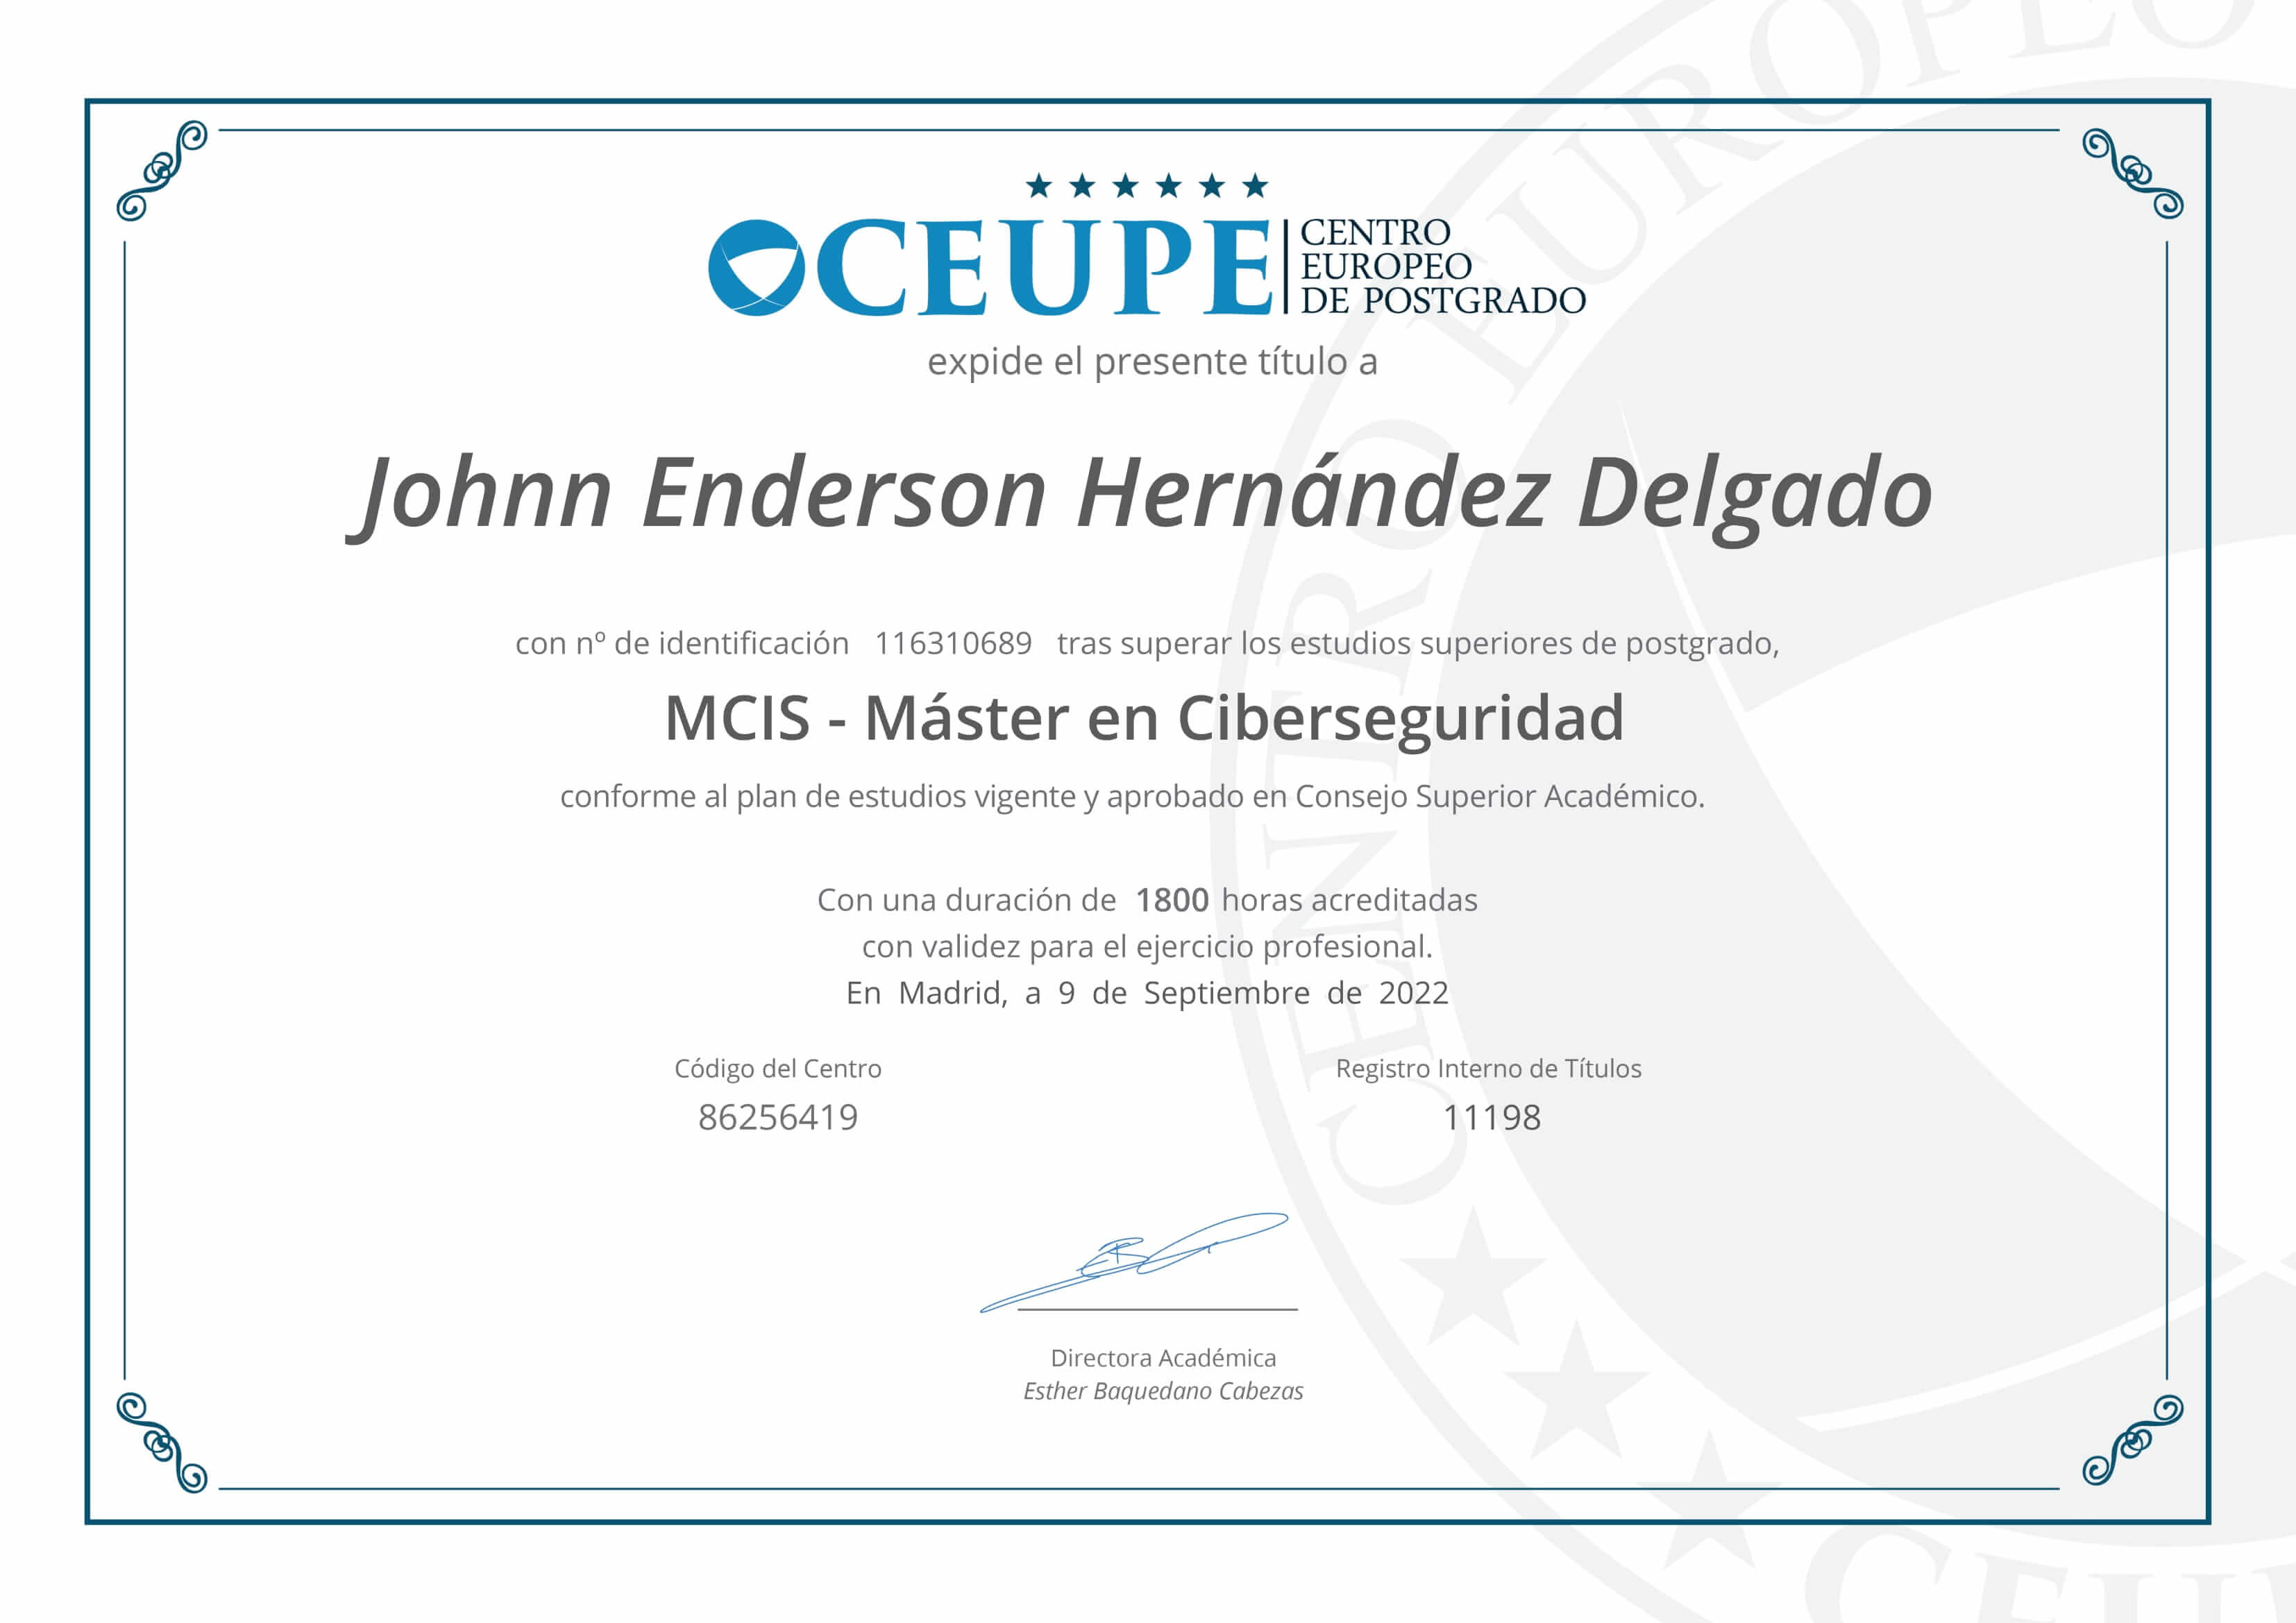 CEUPE
CENTRO
EUROPEO
DE POSTGRADO
expide el presente título a
Johnn Enderson Hernández Delgado
con nº de identificación 116310689 tras superar los estudios superiores de postgrado,
MCIS - Máster en Ciberseguridad
conforme al plan de estudios vigente y aprobado en Consejo Superior Académico.
Con una duración de 1800 horas acreditadas
con validez para el ejercicio profesional.
En Madrid, a 9 de Septiembre de 2022
Código del Centro
86256419
Registro Interno de Títulos
11198
Directora Académica
Esther Baquedano Cabezas
CENTRO EUROPEO